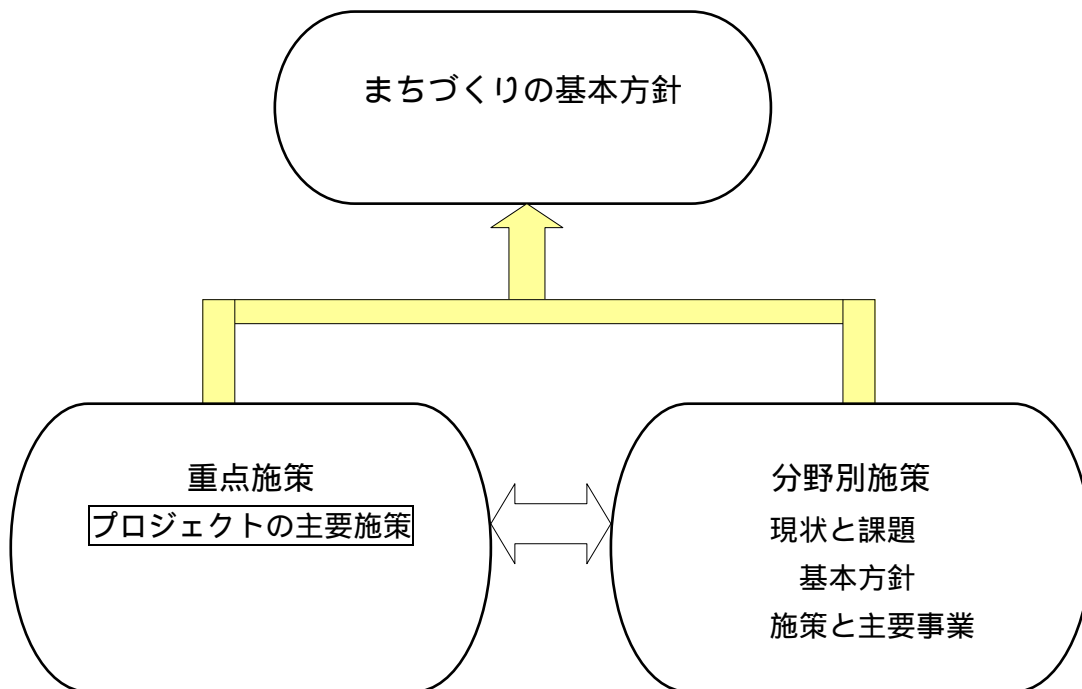 まちづくりの基本方針
重点施策
プロジェクトの主要施策
分野別施策
現状と課題
基本方針
施策と主要事業